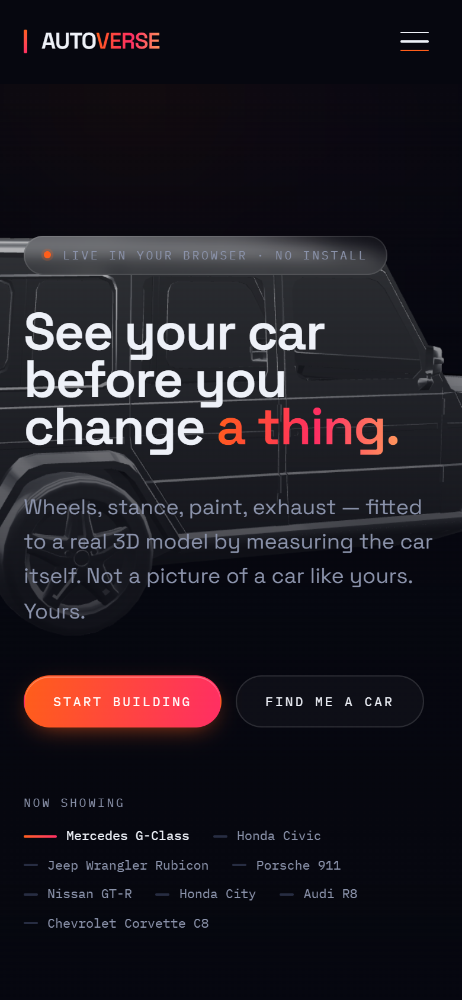 AUTOVERSE
LIVE IN YOUR BROWSER · NO INSTALL
See your car
before you
change a thing.
Wheels, stance, paint, exhaust — fitted
to a real 3D model by measuring the car
itself. Not a picture of a car like yours.
Yours.
START BUILDING
FIND ME A CAR
NOW SHOWING
Mercedes G-Class
Honda Civic
Jeep Wrangler Rubicon
Porsche 911
Nissan GT-R
Honda City
Audi R8
Chevrolet Corvette C8